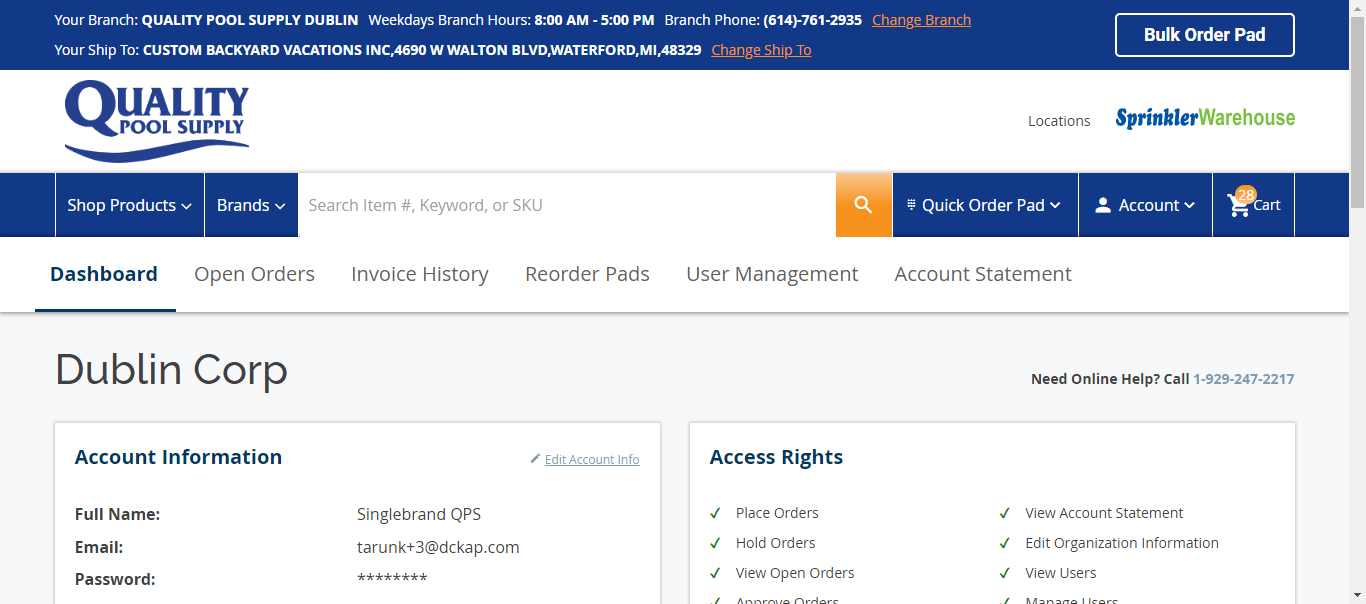 Your Branch: QUALITY POOL SUPPLY DUBLIN Weekdays Branch Hours: 8:00 AM - 5:00 PM Branch Phone: (614)-761-2935 Change Branch
Your Ship To: CUSTOM BACKYARD VACATIONS INC,4690 W WALTON BLVD,WATERFORD,MI,48329 Change Ship To
Bulk Order Pad
QUALITY
POOL SUPPLY
Locations
SprinklerWarehouse
Shop Products
Brands
Search Item #, Keyword, or SKU
Quick Order Pad
Account
28
Cart
Dashboard
Open Orders
Invoice History
Reorder Pads
User Management
Account Statement
Dublin Corp
Need Online Help? Call 1-929-247-2217
Account Information
Edit Account Info
Full Name: Singlebrand QPS
Email: tarunk+3@dckap.com
Password: ********
Access Rights
Place Orders
Hold Orders
View Open Orders
Approve Orders
View Account Statement
Edit Organization Information
View Users
Manage Users